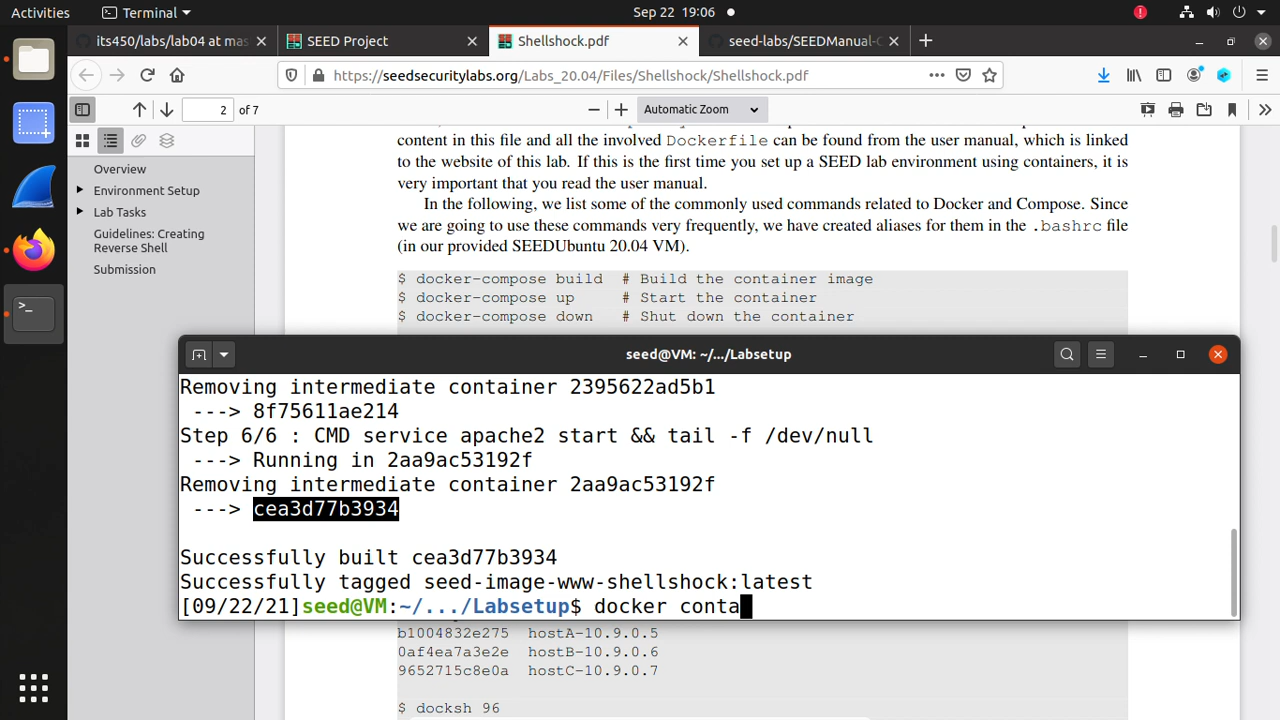 Activities
Terminal
Sep 22 19:06
its450/labs/lab04 at mas
SEED Project
Shellshock.pdf
seed-labs/SEEDManual-C
https://seedsecuritylabs.org/Labs_20.04/Files/Shellshock/Shellshock.pdf
2 of 7
Automatic Zoom
Overview
Environment Setup
Lab Tasks
Guidelines: Creating
Reverse Shell
Submission
content in this file and all the involved Dockerfile can be found from the user manual, which is linked
to the website of this lab. If this is the first time you set up a SEED lab environment using containers, it is
very important that you read the user manual.
In the following, we list some of the commonly used commands related to Docker and Compose. Since
we are going to use these commands very frequently, we have created aliases for them in the .bashrc file
(in our provided SEEDUbuntu 20.04 VM).
$ docker-compose build # Build the container image
$ docker-compose up # Start the container
$ docker-compose down # Shut down the container
seed@VM: ~/.../Labsetup
Removing intermediate container 2395622ad5b1
---> 8f75611ae214
Step 6/6 : CMD service apache2 start && tail -f /dev/null
---> Running in 2aa9ac53192f
Removing intermediate container 2aa9ac53192f
---> cea3d77b3934
Successfully built cea3d77b3934
Successfully tagged seed-image-www-shellshock:latest
[09/22/21]seed@VM:~/.../Labsetup$ docker conta
b1004832e275 hostA-10.9.0.5
0af4ea7a3e2e hostB-10.9.0.6
9652715c8e0a hostC-10.9.0.7
$ docksh 96